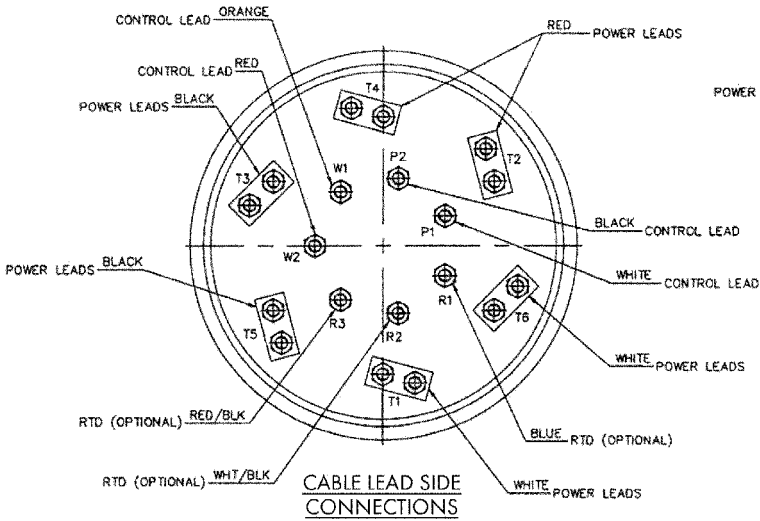 CONTROL LEAD ORANGE
RED POWER LEADS
CONTROL LEAD RED
POWER LEADS BLACK
POWER
T4
T3
W1
P2
T2
P1
BLACK CONTROL LEAD
W2
POWER LEADS BLACK
WHITE CONTROL LEAD
R1
R3
R2
T6
T5
WHITE POWER LEADS
T1
RTD (OPTIONAL) RED/BLK
BLUE RTD (OPTIONAL)
RTD (OPTIONAL) WHT/BLK
WHITE POWER LEADS
CABLE LEAD SIDE
CONNECTIONS